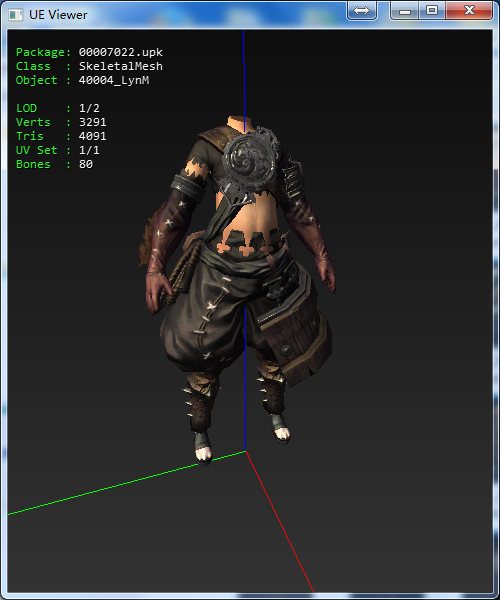 UE Viewer
Package: 00007022.upk
Class : SkeletalMesh
Object : 40004_LynM
LOD : 1/2
Verts : 3291
Tris : 4091
UV Set : 1/1
Bones : 80